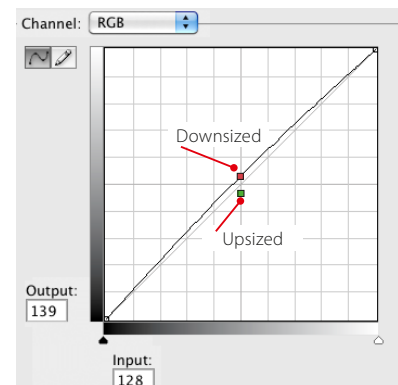 Channel: RGB
Downsized
Upsized
Output:
139
Input:
128